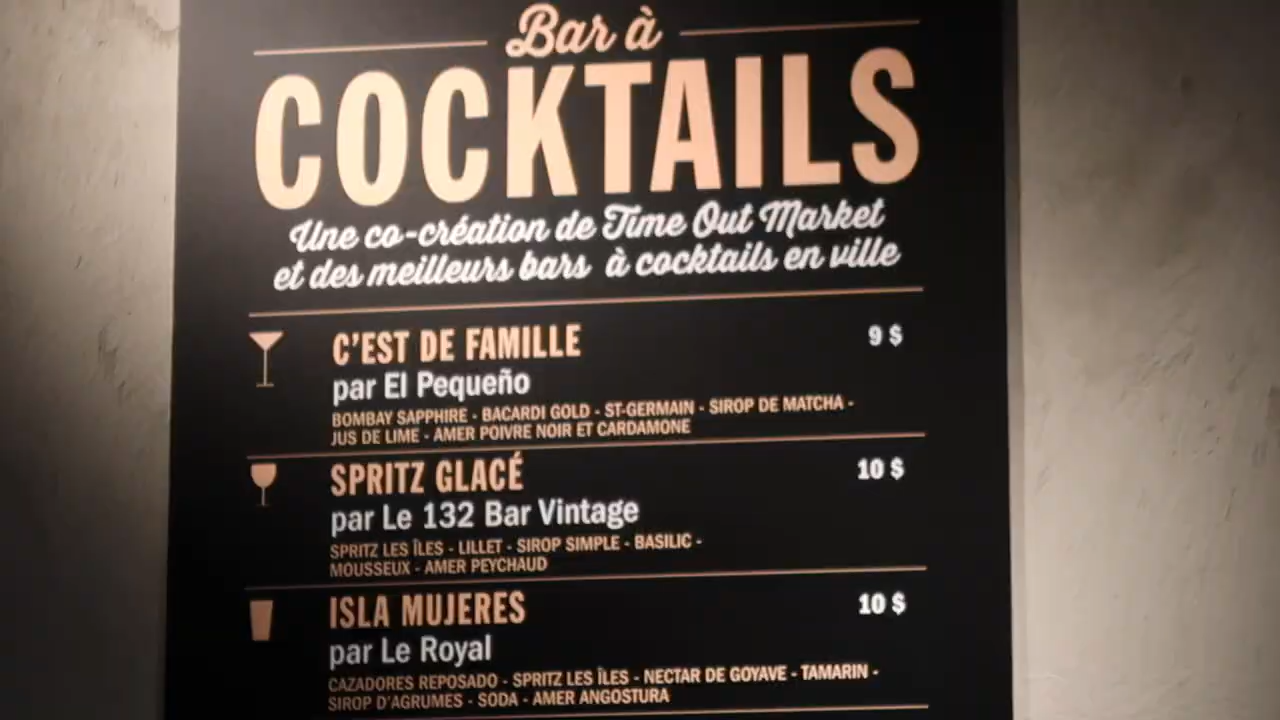 Bar à
COCKTAILS
Une co-création de Time Out Market
et des meilleurs bars à cocktails en ville
C'EST DE FAMILLE 9 $
par El Pequeño
BOMBAY SAPPHIRE - BACARDI GOLD - ST-GERMAIN - SIROP DE MATCHA -
JUS DE LIME - AMER POIVRE NOIR ET CARDAMONE
SPRITZ GLACÉ 10 $
par Le 132 Bar Vintage
SPRITZ LES ÎLES - LILLET - SIROP SIMPLE - BASILIC -
MOUSSEUX - AMER PEYCHAUD
ISLA MUJERES 10 $
par Le Royal
CAZADORES REPOSADO - SPRITZ LES ÎLES - NECTAR DE GOYAVE - TAMARIN -
SIROP D'AGRUMES - SODA - AMER ANGOSTURA